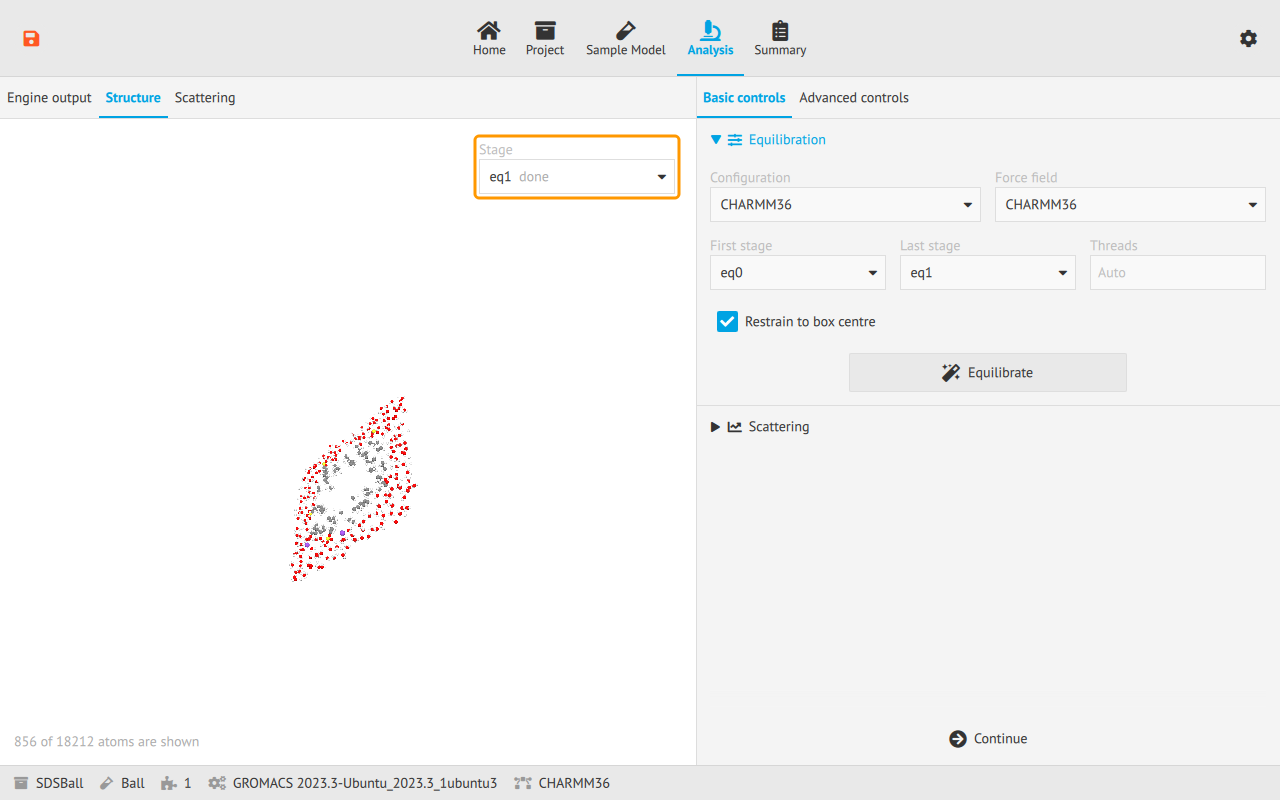 Home Project Sample Model Analysis Summary
Engine output Structure Scattering
Basic controls Advanced controls
Stage
eq1 done
Equilibration
Configuration Force field
CHARMM36 CHARMM36
First stage Last stage Threads
eq0 eq1 Auto
Restrain to box centre
Equilibrate
Scattering
856 of 18212 atoms are shown
Continue
SDSBall Ball 1 GROMACS 2023.3-Ubuntu_2023.3_1ubuntu3 CHARMM36